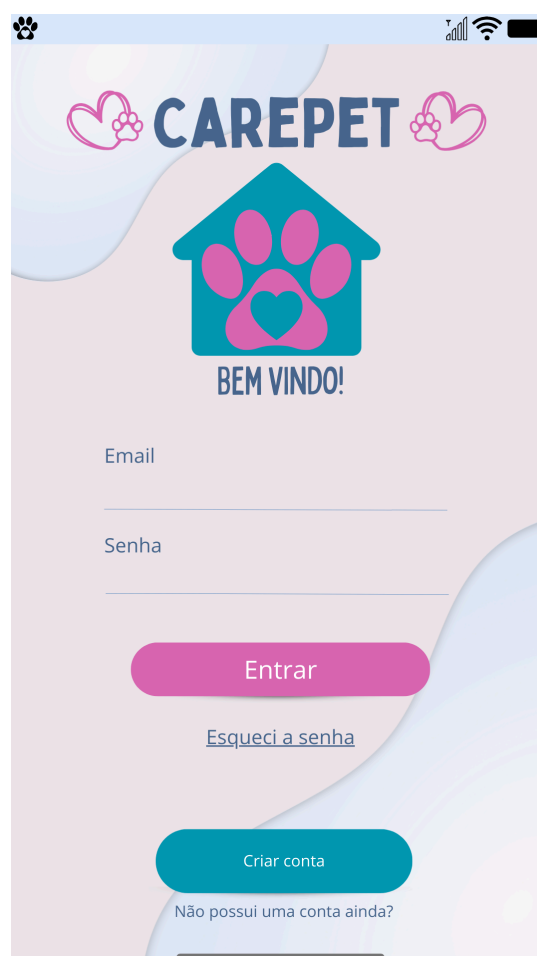 CAREPET
BEM VINDO!
Email
Senha
Entrar
Esqueci a senha
Criar conta
Não possui uma conta ainda?